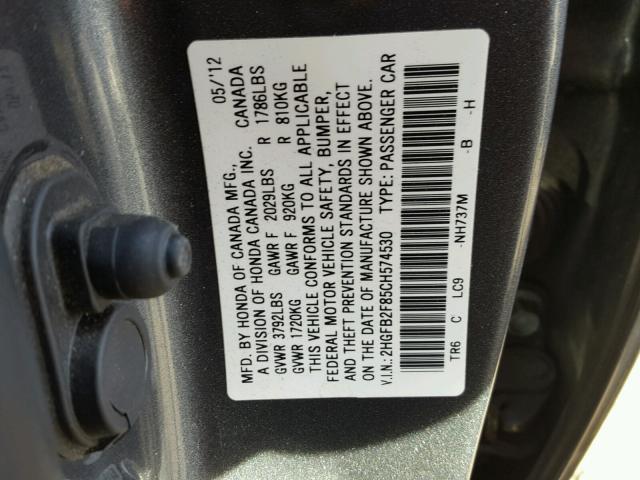 MFD. BY HONDA OF CANADA MFG., 05/'12
A DIVISION OF HONDA CANADA INC. CANADA
GVWR 3792LBS GAWR F 2029LBS R 1786LBS
GVWR 1720KG GAWR F 920KG R 810KG
THIS VEHICLE CONFORMS TO ALL APPLICABLE
FEDERAL MOTOR VEHICLE SAFETY, BUMPER,
AND THEFT PREVENTION STANDARDS IN EFFECT
ON THE DATE OF MANUFACTURE SHOWN ABOVE.
V.I.N.: 2HGFB2F85CH574530 TYPE: PASSENGER CAR
TR6 C LC9 -NH737M -B -H